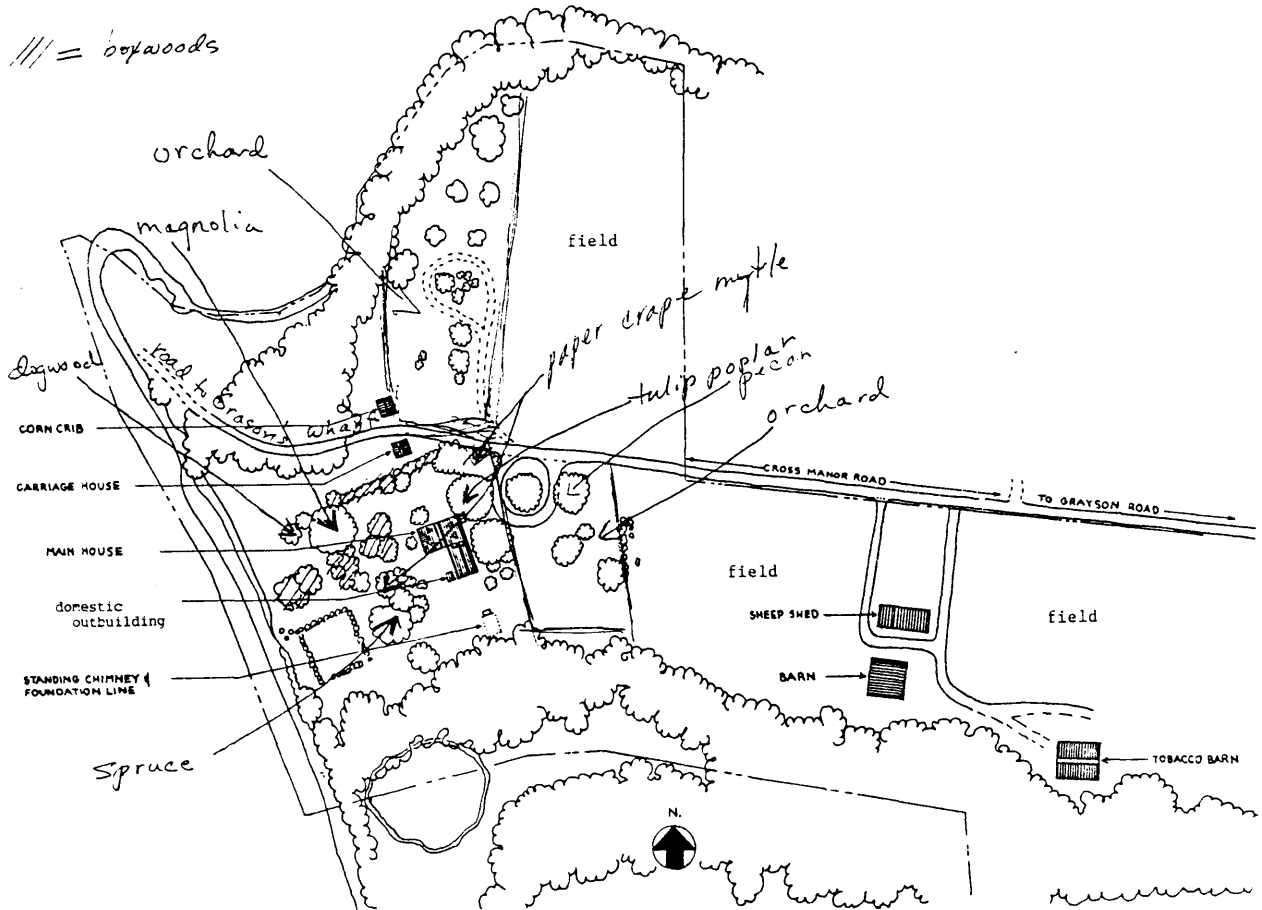 /// = boxwoods
orchard
magnolia
field
paper crape myrtle
dogwood
road to Grason's Wharf
tulip poplar
pecan
orchard
CORN CRIB
CROSS MANOR ROAD
CARRIAGE HOUSE
TO GRAYSON ROAD
MAIN HOUSE
field
domestic
outbuilding
SHEEP SHED
field
STANDING CHIMNEY &
FOUNDATION LINE
BARN
Spruce
TOBACCO BARN
N.